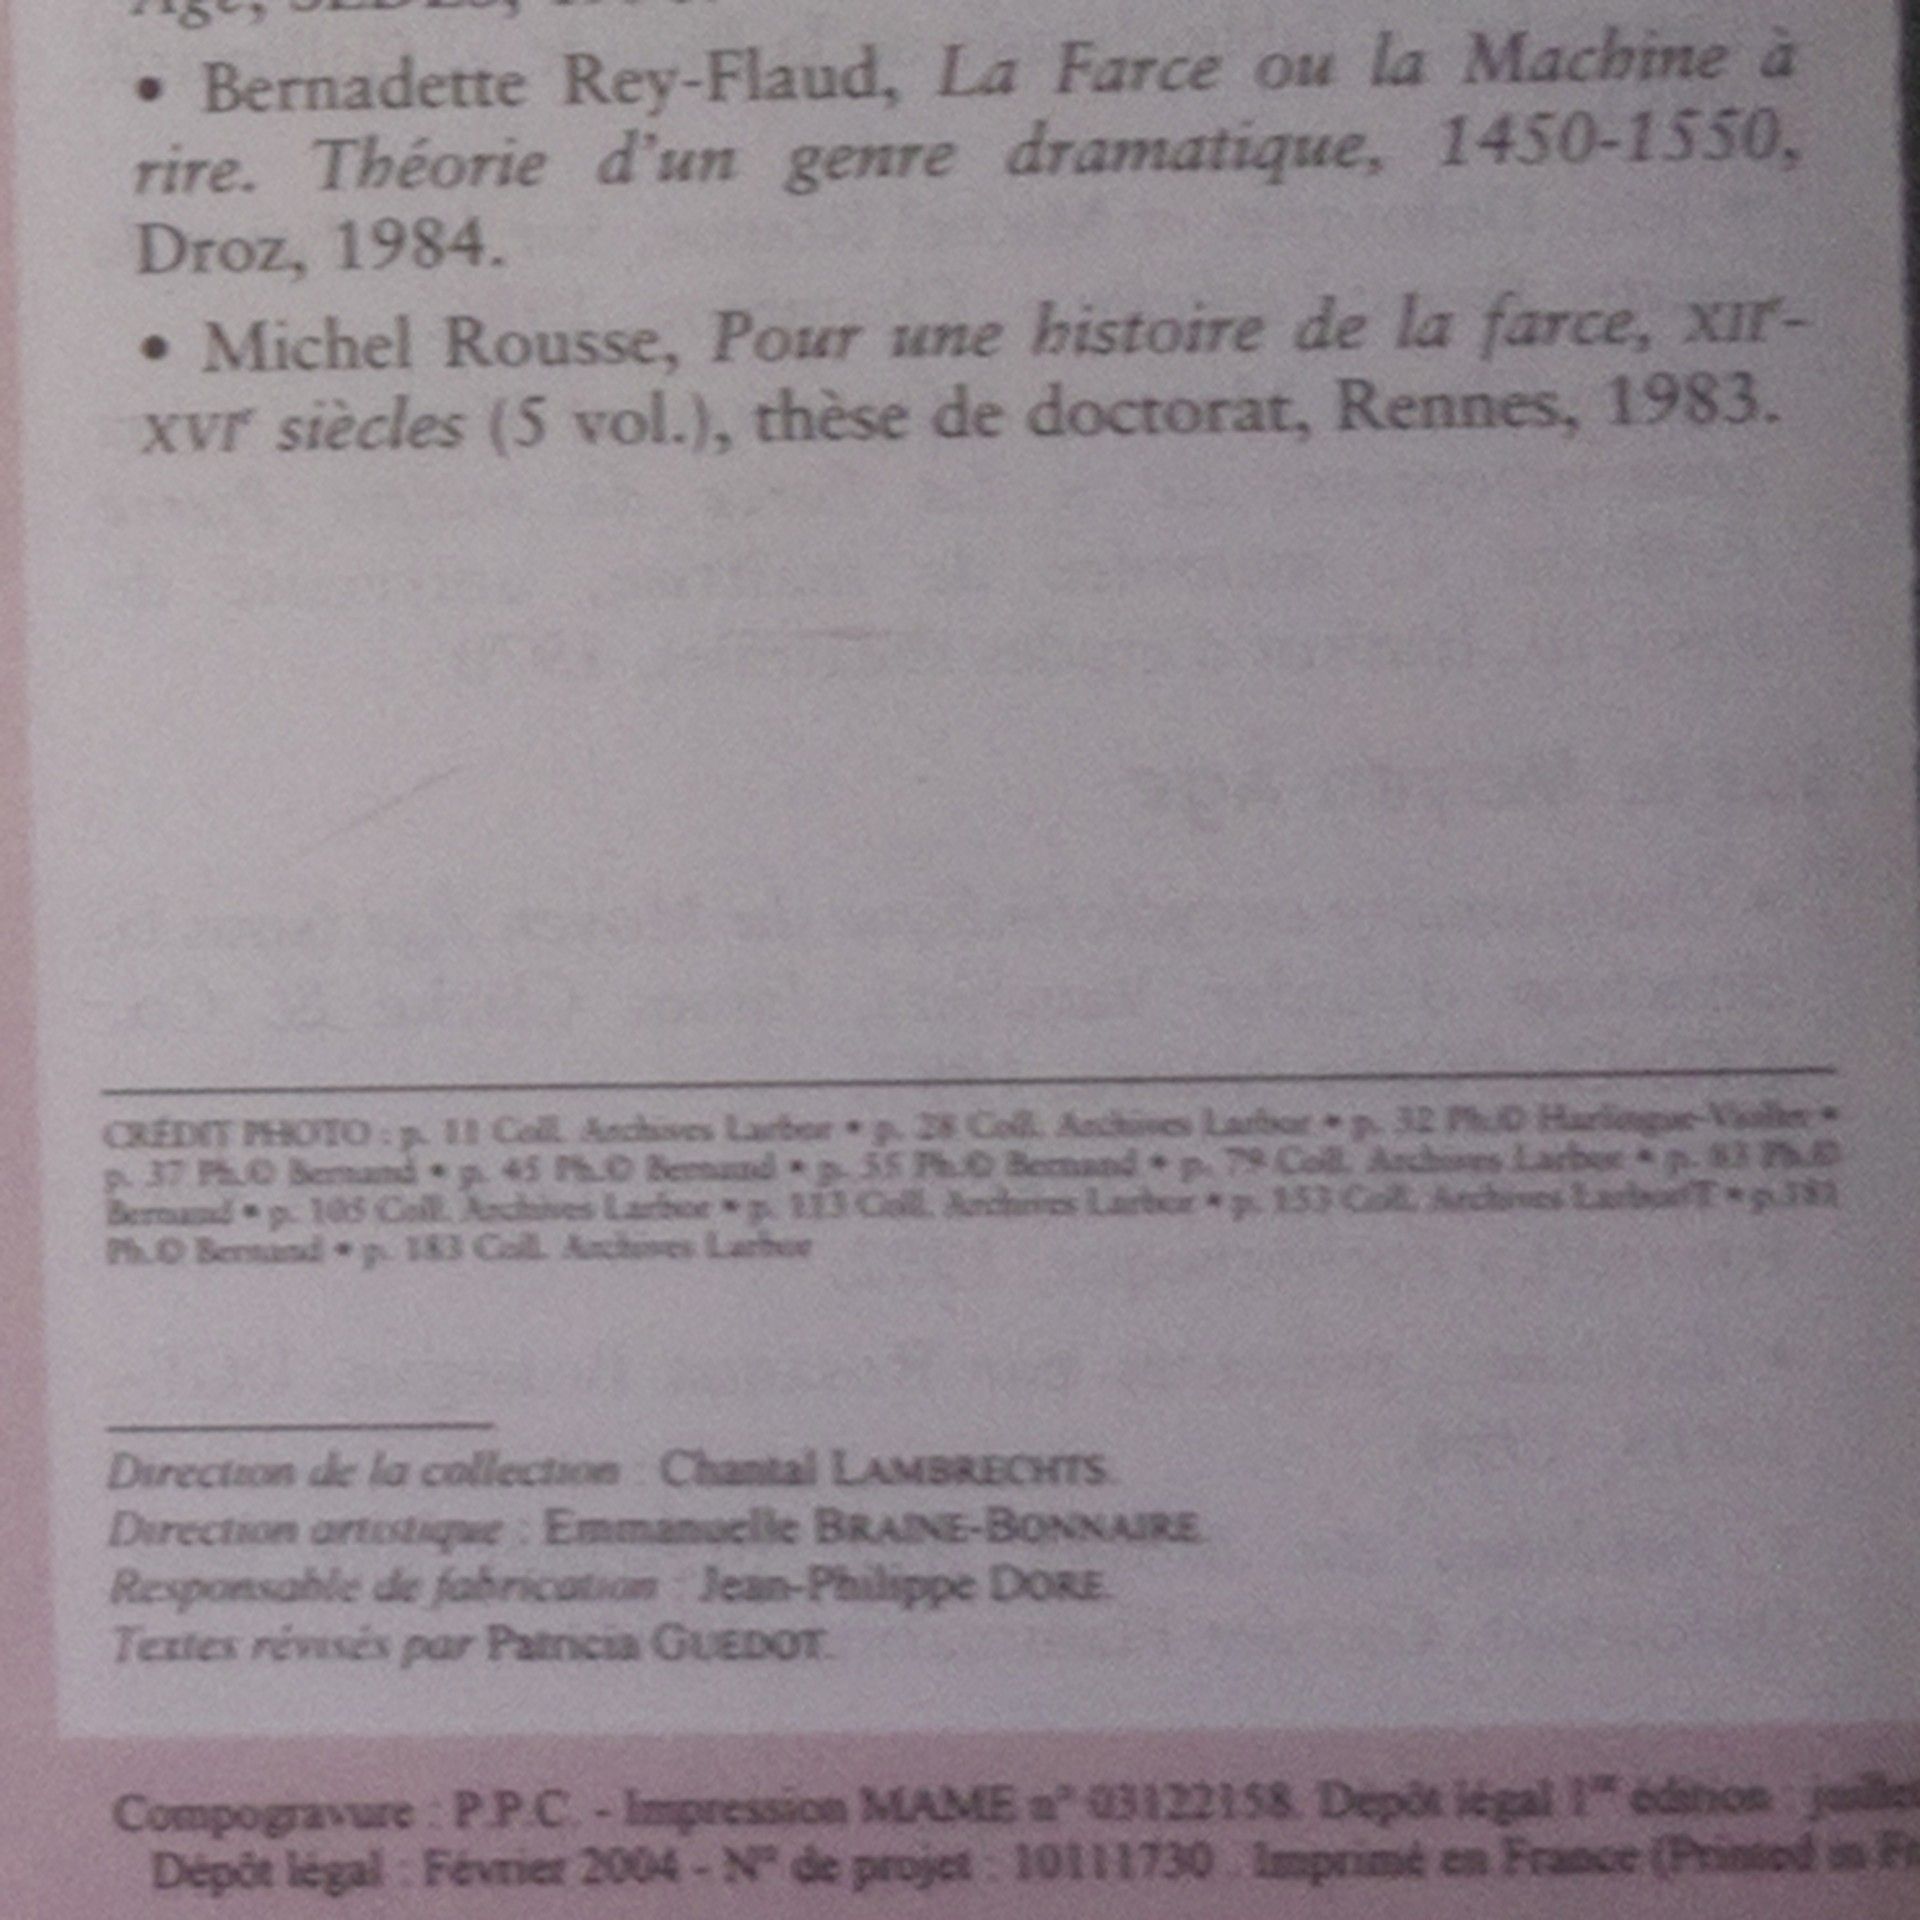 Age, SEDES,
• Bernadette Rey-Flaud, La Farce ou la Machine à
rire. Théorie d'un genre dramatique, 1450-1550,
Droz, 1984.
• Michel Rousse, Pour une histoire de la farce, XIIe-
XVIe siècles (5 vol.), thèse de doctorat, Rennes, 1983.
CRÉDIT PHOTO : p. 11 Coll. Archives Larbor • p. 28 Coll. Archives Larbor • p. 32 Ph.© Harlingue-Viollet •
p. 37 Ph.© Bernand • p. 45 Ph.© Bernand • p. 55 Ph.© Bernand • p. 79 Coll. Archives Larbor • p. 83 Ph.©
Bernand • p. 105 Coll. Archives Larbor • p. 113 Coll. Archives Larbor • p. 153 Coll. Archives Larbor/T • p.182
Ph.© Bernand • p. 183 Coll. Archives Larbor
Direction de la collection : Chantal LAMBRECHTS.
Direction artistique : Emmanuelle BRAINE-BONNAIRE.
Responsable de fabrication : Jean-Philippe DORE.
Textes révisés par Patricia GUEDOT.
Compogravure : P.P.C. - Impression MAME n° 03122158. Dépôt légal 1re édition : juillet
Dépôt légal : Février 2004 - N° de projet : 10111730 . Imprimé en France (Printed in